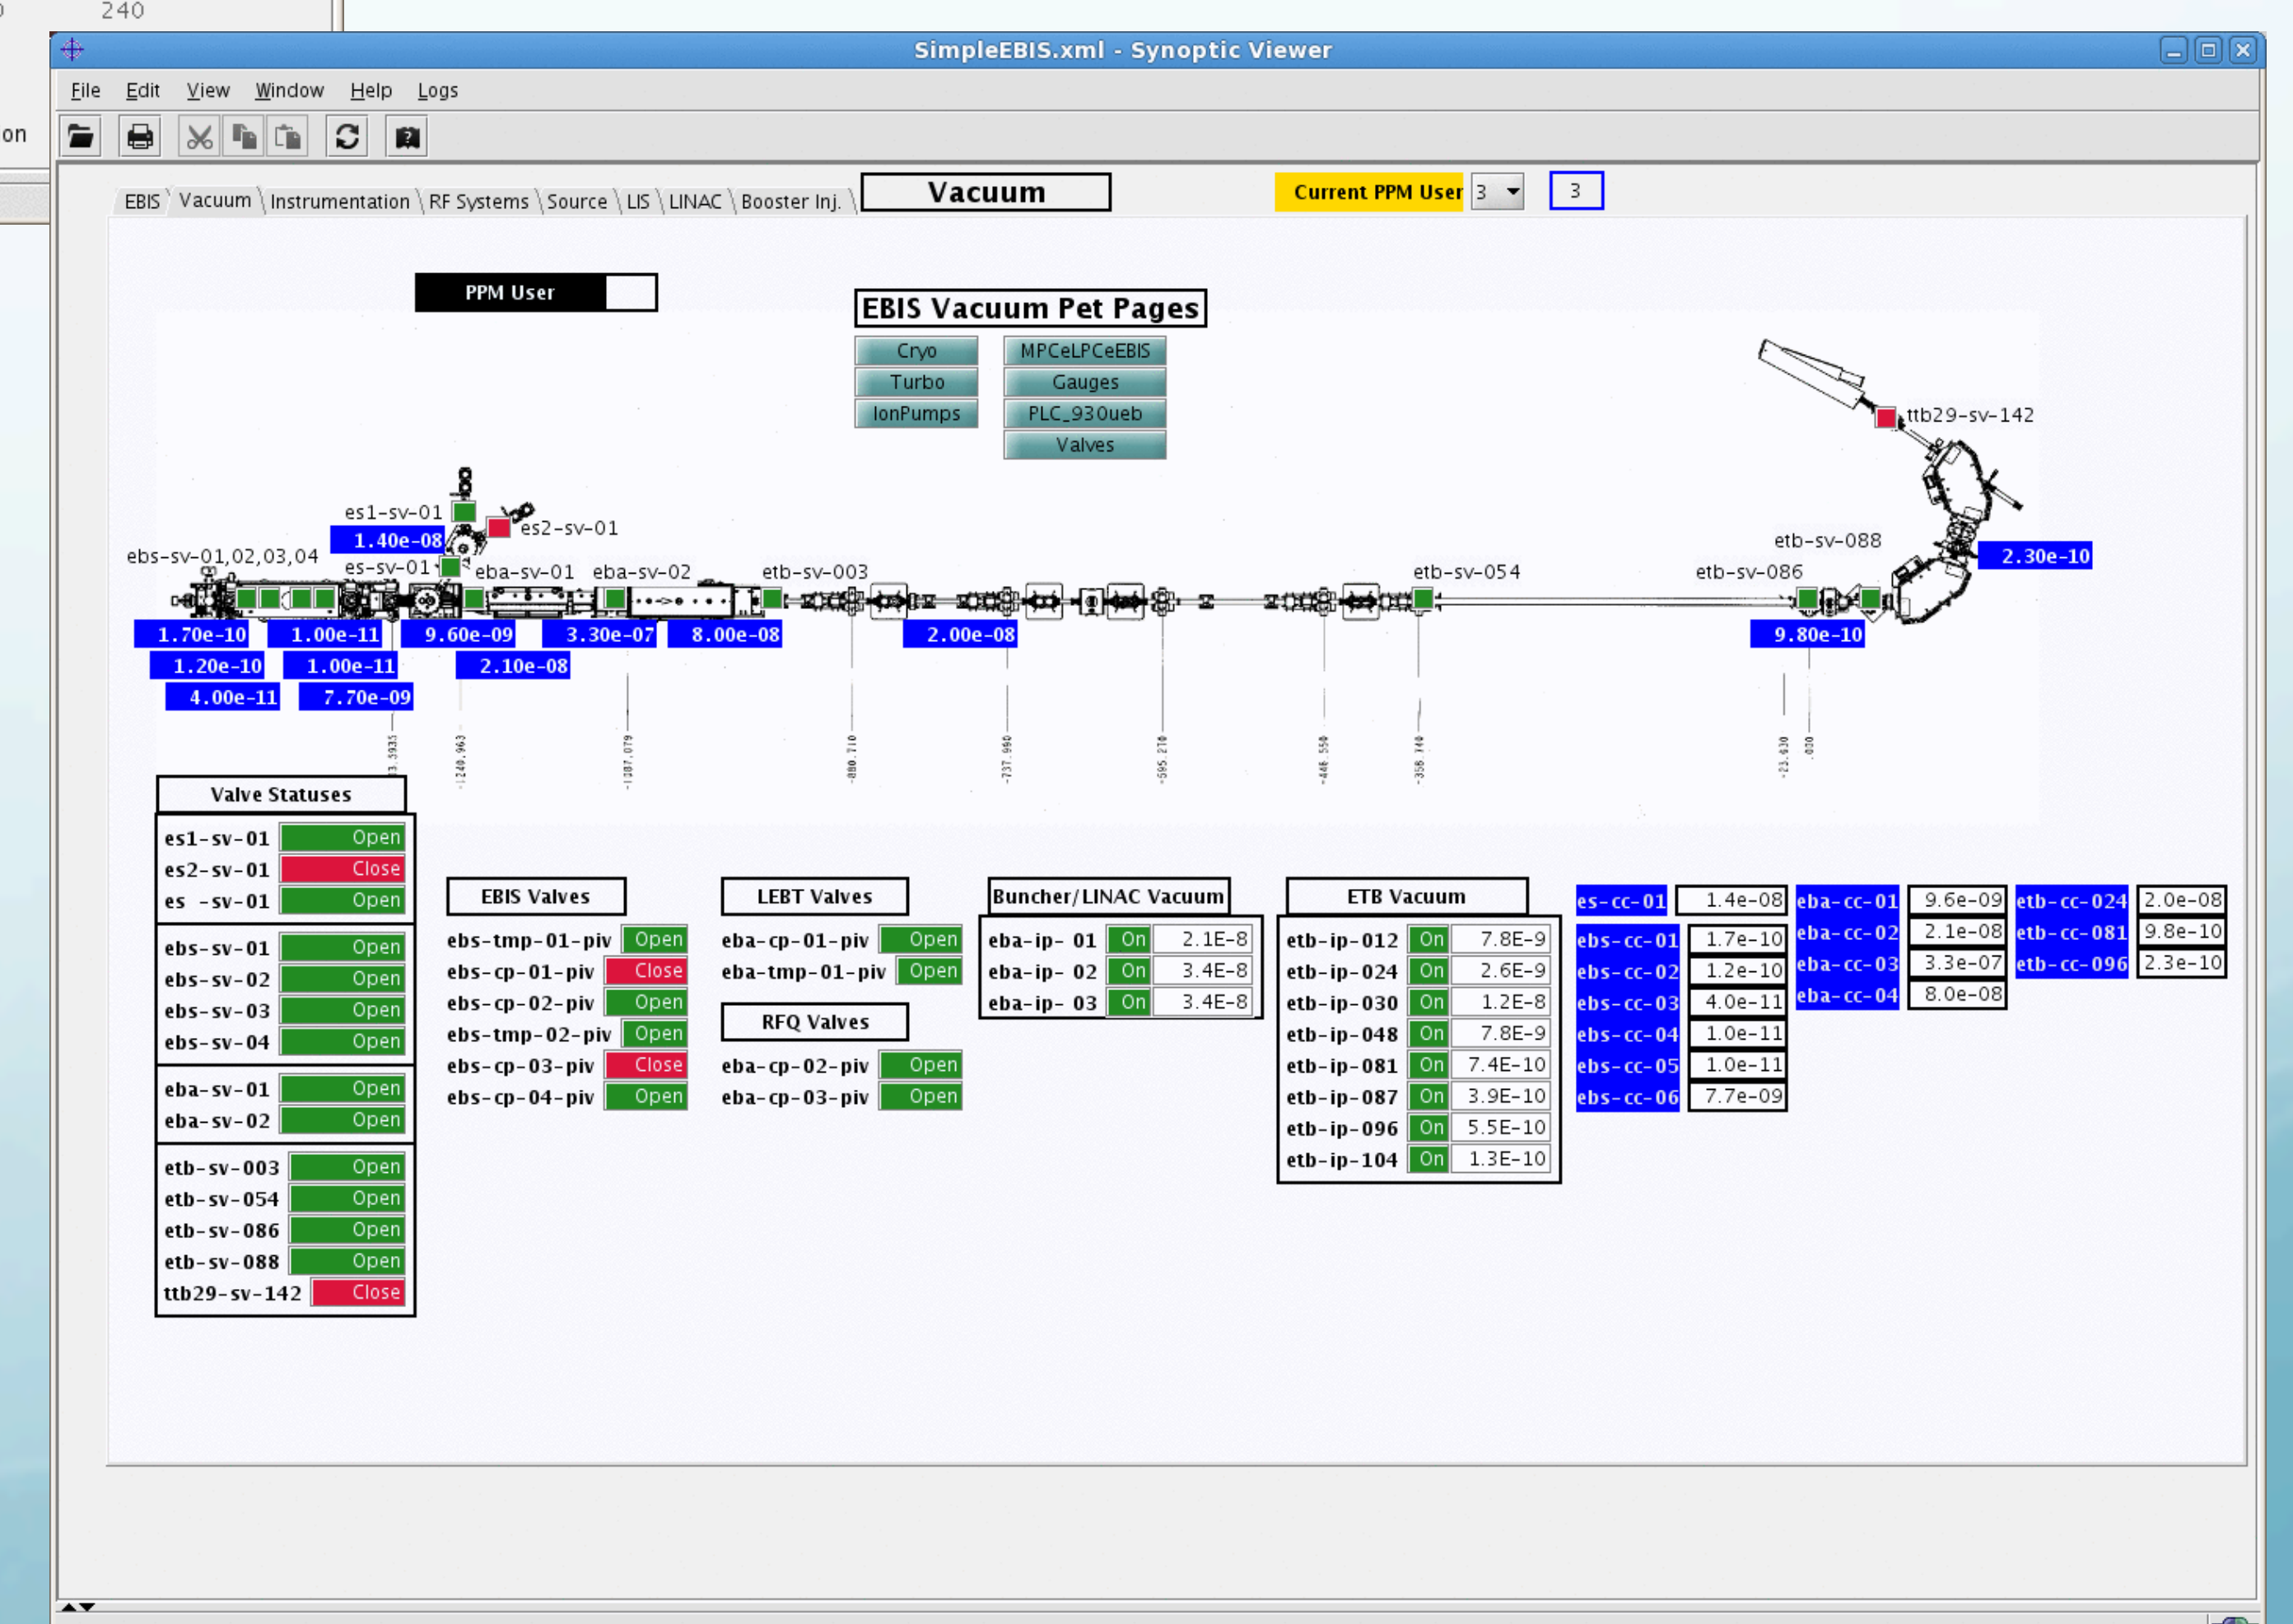 240
on
SimpleEBIS.xml - Synoptic Viewer
File Edit View Window Help Logs
EBIS Vacuum Instrumentation RF Systems Source LIS LINAC Booster Inj.
Vacuum
Current PPM User 3 3
PPM User
EBIS Vacuum Pet Pages
Cryo MPCeLPCeEBIS
Turbo Gauges
IonPumps PLC_930ueb
Valves
ttb29-sv-142
es1-sv-01
es2-sv-01
1.40e-08
etb-sv-088
2.30e-10
ebs-sv-01,02,03,04
es-sv-01 eba-sv-01 eba-sv-02 etb-sv-003 etb-sv-054 etb-sv-086
1.70e-10 1.00e-11 9.60e-09 3.30e-07 8.00e-08 2.00e-08 9.80e-10
1.20e-10 1.00e-11 2.10e-08
4.00e-11 7.70e-09
-1240.963 -880.710 -737.990 -595.270 -446.550 -23.630 .000
Valve Statuses
es1-sv-01 Open
es2-sv-01 Close
es -sv-01 Open
ebs-sv-01 Open
ebs-sv-02 Open
ebs-sv-03 Open
ebs-sv-04 Open
eba-sv-01 Open
eba-sv-02 Open
etb-sv-003 Open
etb-sv-054 Open
etb-sv-086 Open
etb-sv-088 Open
ttb29-sv-142 Close
EBIS Valves
ebs-tmp-01-piv Open
ebs-cp-01-piv Close
ebs-cp-02-piv Open
ebs-tmp-02-piv Open
ebs-cp-03-piv Close
ebs-cp-04-piv Open
LEBT Valves
eba-cp-01-piv Open
eba-tmp-01-piv Open
RFQ Valves
eba-cp-02-piv Open
eba-cp-03-piv Open
Buncher/LINAC Vacuum
eba-ip- 01 On 2.1E-8
eba-ip- 02 On 3.4E-8
eba-ip- 03 On 3.4E-8
ETB Vacuum
etb-ip-012 On 7.8E-9
etb-ip-024 On 2.6E-9
etb-ip-030 On 1.2E-8
etb-ip-048 On 7.8E-9
etb-ip-081 On 7.4E-10
etb-ip-087 On 3.9E-10
etb-ip-096 On 5.5E-10
etb-ip-104 On 1.3E-10
es-cc-01 1.4e-08
ebs-cc-01 1.7e-10
ebs-cc-02 1.2e-10
ebs-cc-03 4.0e-11
ebs-cc-04 1.0e-11
ebs-cc-05 1.0e-11
ebs-cc-06 7.7e-09
eba-cc-01 9.6e-09
eba-cc-02 2.1e-08
eba-cc-03 3.3e-07
eba-cc-04 8.0e-08
etb-cc-024 2.0e-08
etb-cc-081 9.8e-10
etb-cc-096 2.3e-10